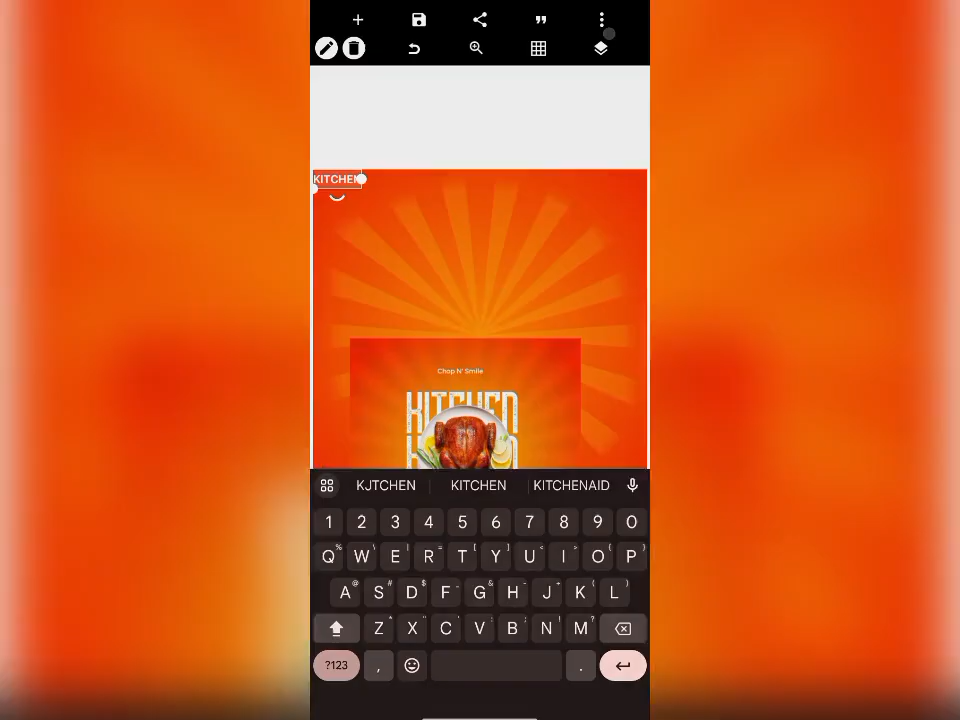 KITCHEN
Chop N' Smile
KITCHEN
KJTCHEN KITCHEN KITCHENAID
1 2 3 4 5 6 7 8 9 0
Q W E R T Y U I O P
A S D F G H J K L
Z X C V B N M
?123 , .